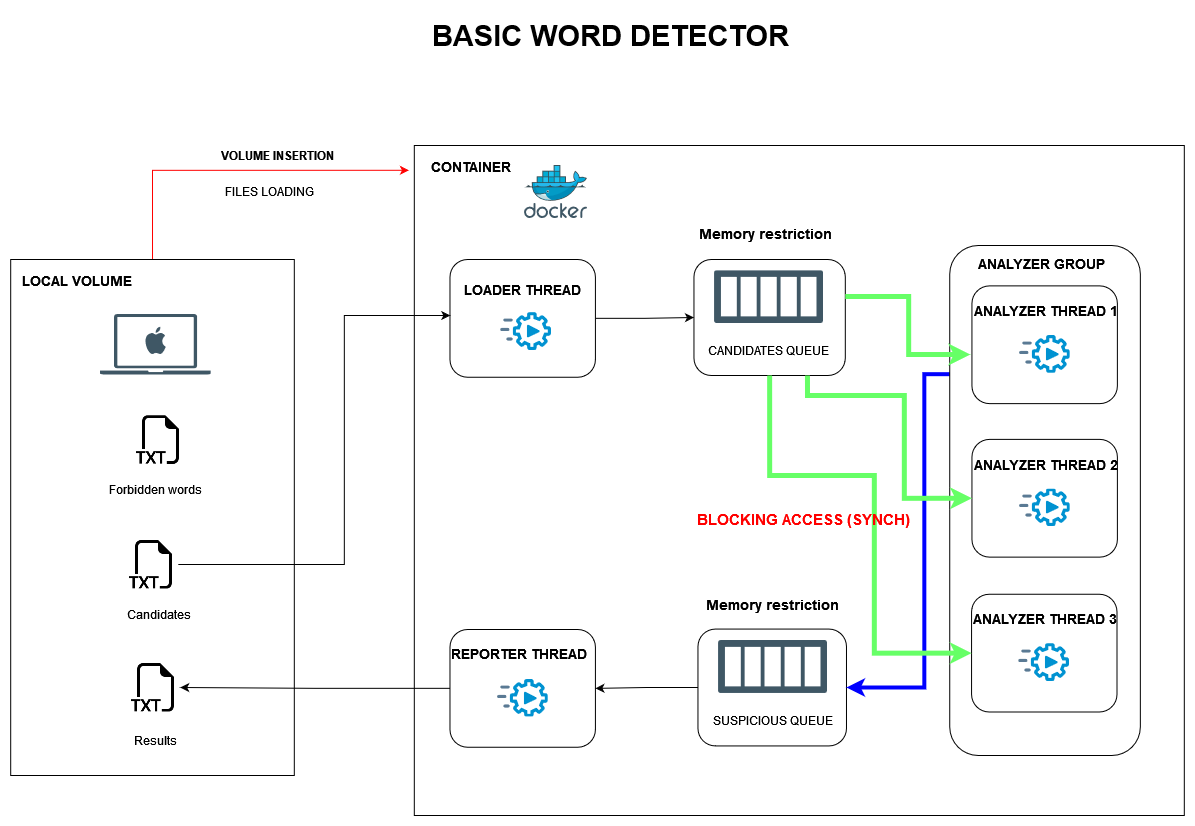 BASIC WORD DETECTOR
VOLUME INSERTION
FILES LOADING
CONTAINER
docker
LOCAL VOLUME
TXT
Forbidden words
TXT
Candidates
TXT
Results
LOADER THREAD
Memory restriction
CANDIDATES QUEUE
ANALYZER GROUP
ANALYZER THREAD 1
ANALYZER THREAD 2
BLOCKING ACCESS (SYNCH)
ANALYZER THREAD 3
Memory restriction
SUSPICIOUS QUEUE
REPORTER THREAD